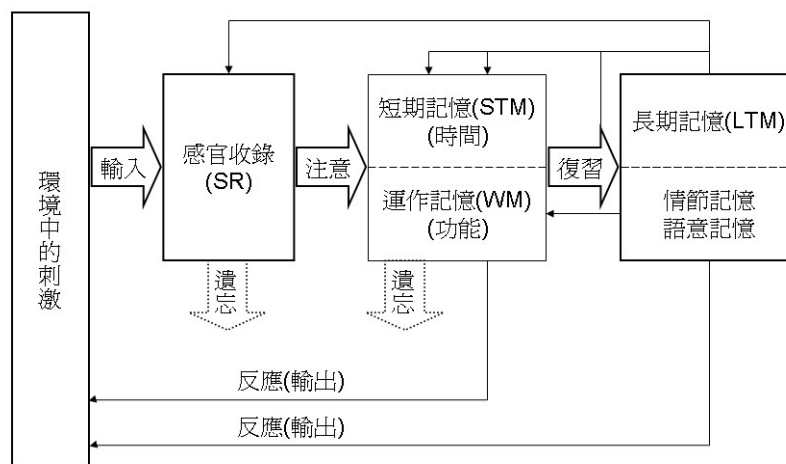 環境中的刺激
輸入
感官收錄
(SR)
注意
短期記憶(STM)
(時間)
運作記憶(WM)
(功能)
復習
長期記憶(LTM)
情節記憶
語意記憶
遺忘
遺忘
反應(輸出)
反應(輸出)